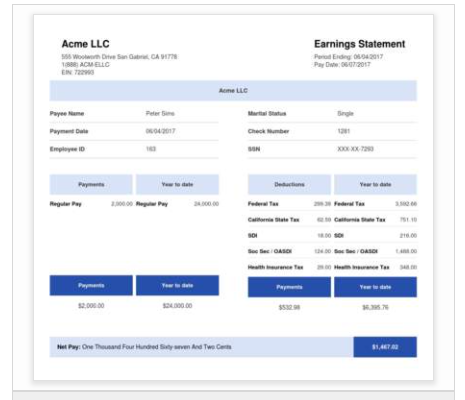 Acme LLC
Earnings Statement
555 Woolworth Drive San Gabriel, CA 91776
1(888) ACM-ELLC
EIN: 722993
Period Ending: 06/04/2017
Pay Date: 06/07/2017
Acme LLC
Payee Name Peter Sims Marital Status Single
Payment Date 06/04/2017 Check Number 1281
Employee ID 163 SSN XXX-XX-7293
Payments Year to date Deductions Year to date
Regular Pay 2,000.00 Regular Pay 24,000.00 Federal Tax 299.39 Federal Tax 3,592.66
California State Tax 62.59 California State Tax 751.10
SDI 18.00 SDI 216.00
Soc Sec / OASDI 124.00 Soc Sec / OASDI 1,488.00
Health Insurance Tax 29.00 Health Insurance Tax 348.00
Payments Year to date Payments Year to date
$2,000.00 $24,000.00 $532.98 $6,395.76
Net Pay: One Thousand Four Hundred Sixty-seven And Two Cents $1,467.02